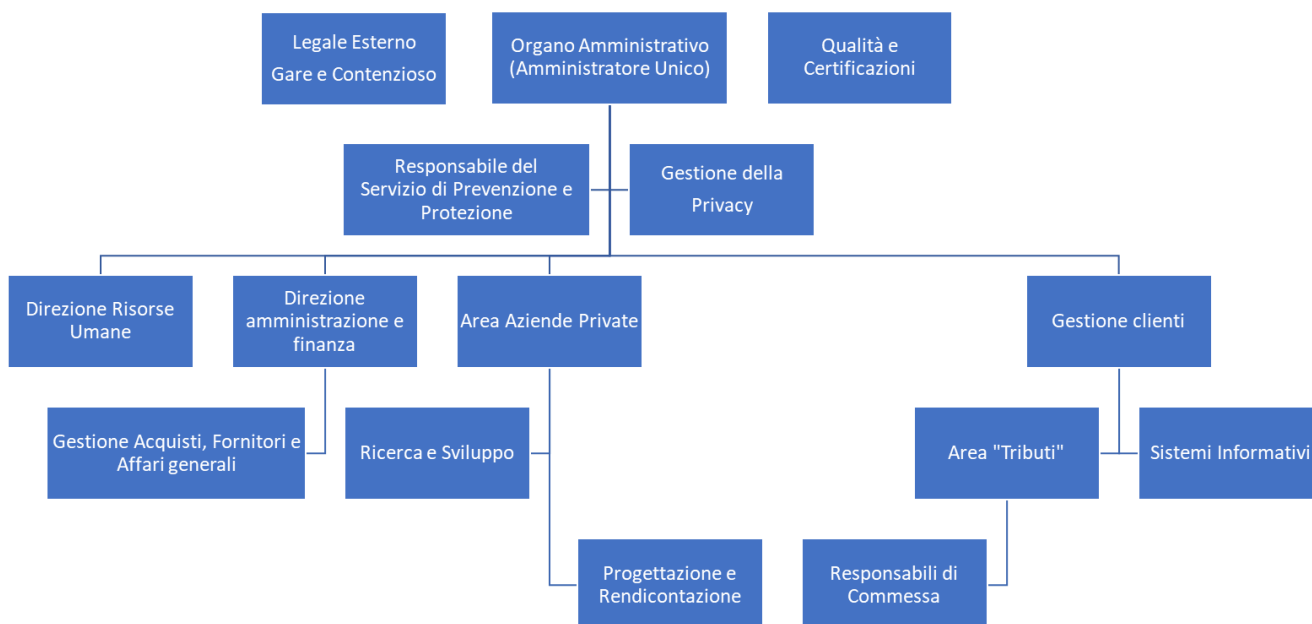 Legale Esterno
Gare e Contenzioso
Organo Amministrativo
(Amministratore Unico)
Qualità e
Certificazioni
Responsabile del
Servizio di Prevenzione e
Protezione
Gestione della
Privacy
Direzione Risorse
Umane
Direzione
amministrazione e
finanza
Area Aziende Private
Gestione clienti
Gestione Acquisti, Fornitori e
Affari generali
Ricerca e Sviluppo
Area "Tributi"
Sistemi Informativi
Progettazione e
Rendicontazione
Responsabili di
Commessa